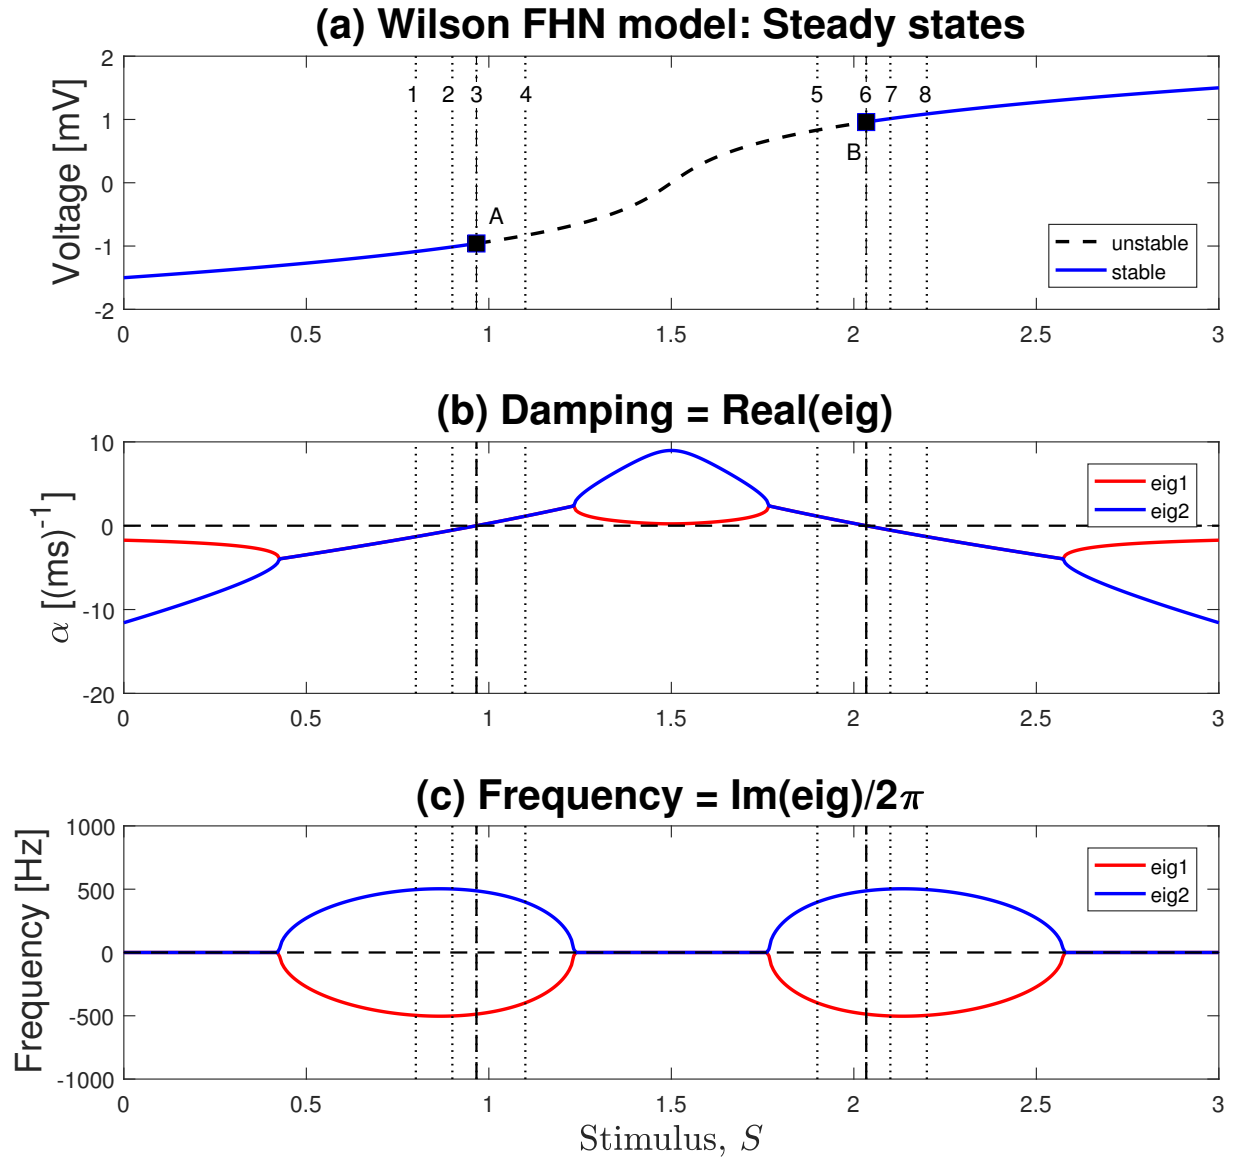 (a) Wilson FHN model: Steady states
Voltage [mV]
2
1
0
-1
-2
1 2 3 4 5 6 7 8
A
B
unstable
stable
0 0.5 1 1.5 2 2.5 3
(b) Damping = Real(eig)
α [(ms)⁻¹]
10
0
-10
-20
eig1
eig2
0 0.5 1 1.5 2 2.5 3
(c) Frequency = Im(eig)/2π
Frequency [Hz]
1000
500
0
-500
-1000
eig1
eig2
0 0.5 1 1.5 2 2.5 3
Stimulus, S